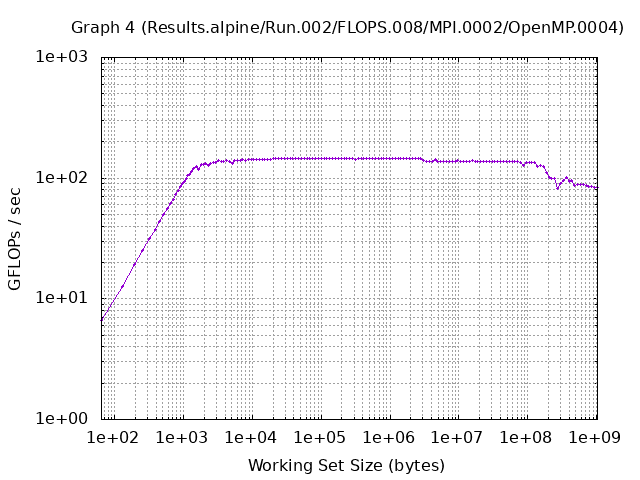 Graph 4 (Results.alpine/Run.002/FLOPS.008/MPI.0002/OpenMP.0004)
1e+03
1e+02
1e+01
1e+00
GFLOPs / sec
1e+02 1e+03 1e+04 1e+05 1e+06 1e+07 1e+08 1e+09
Working Set Size (bytes)